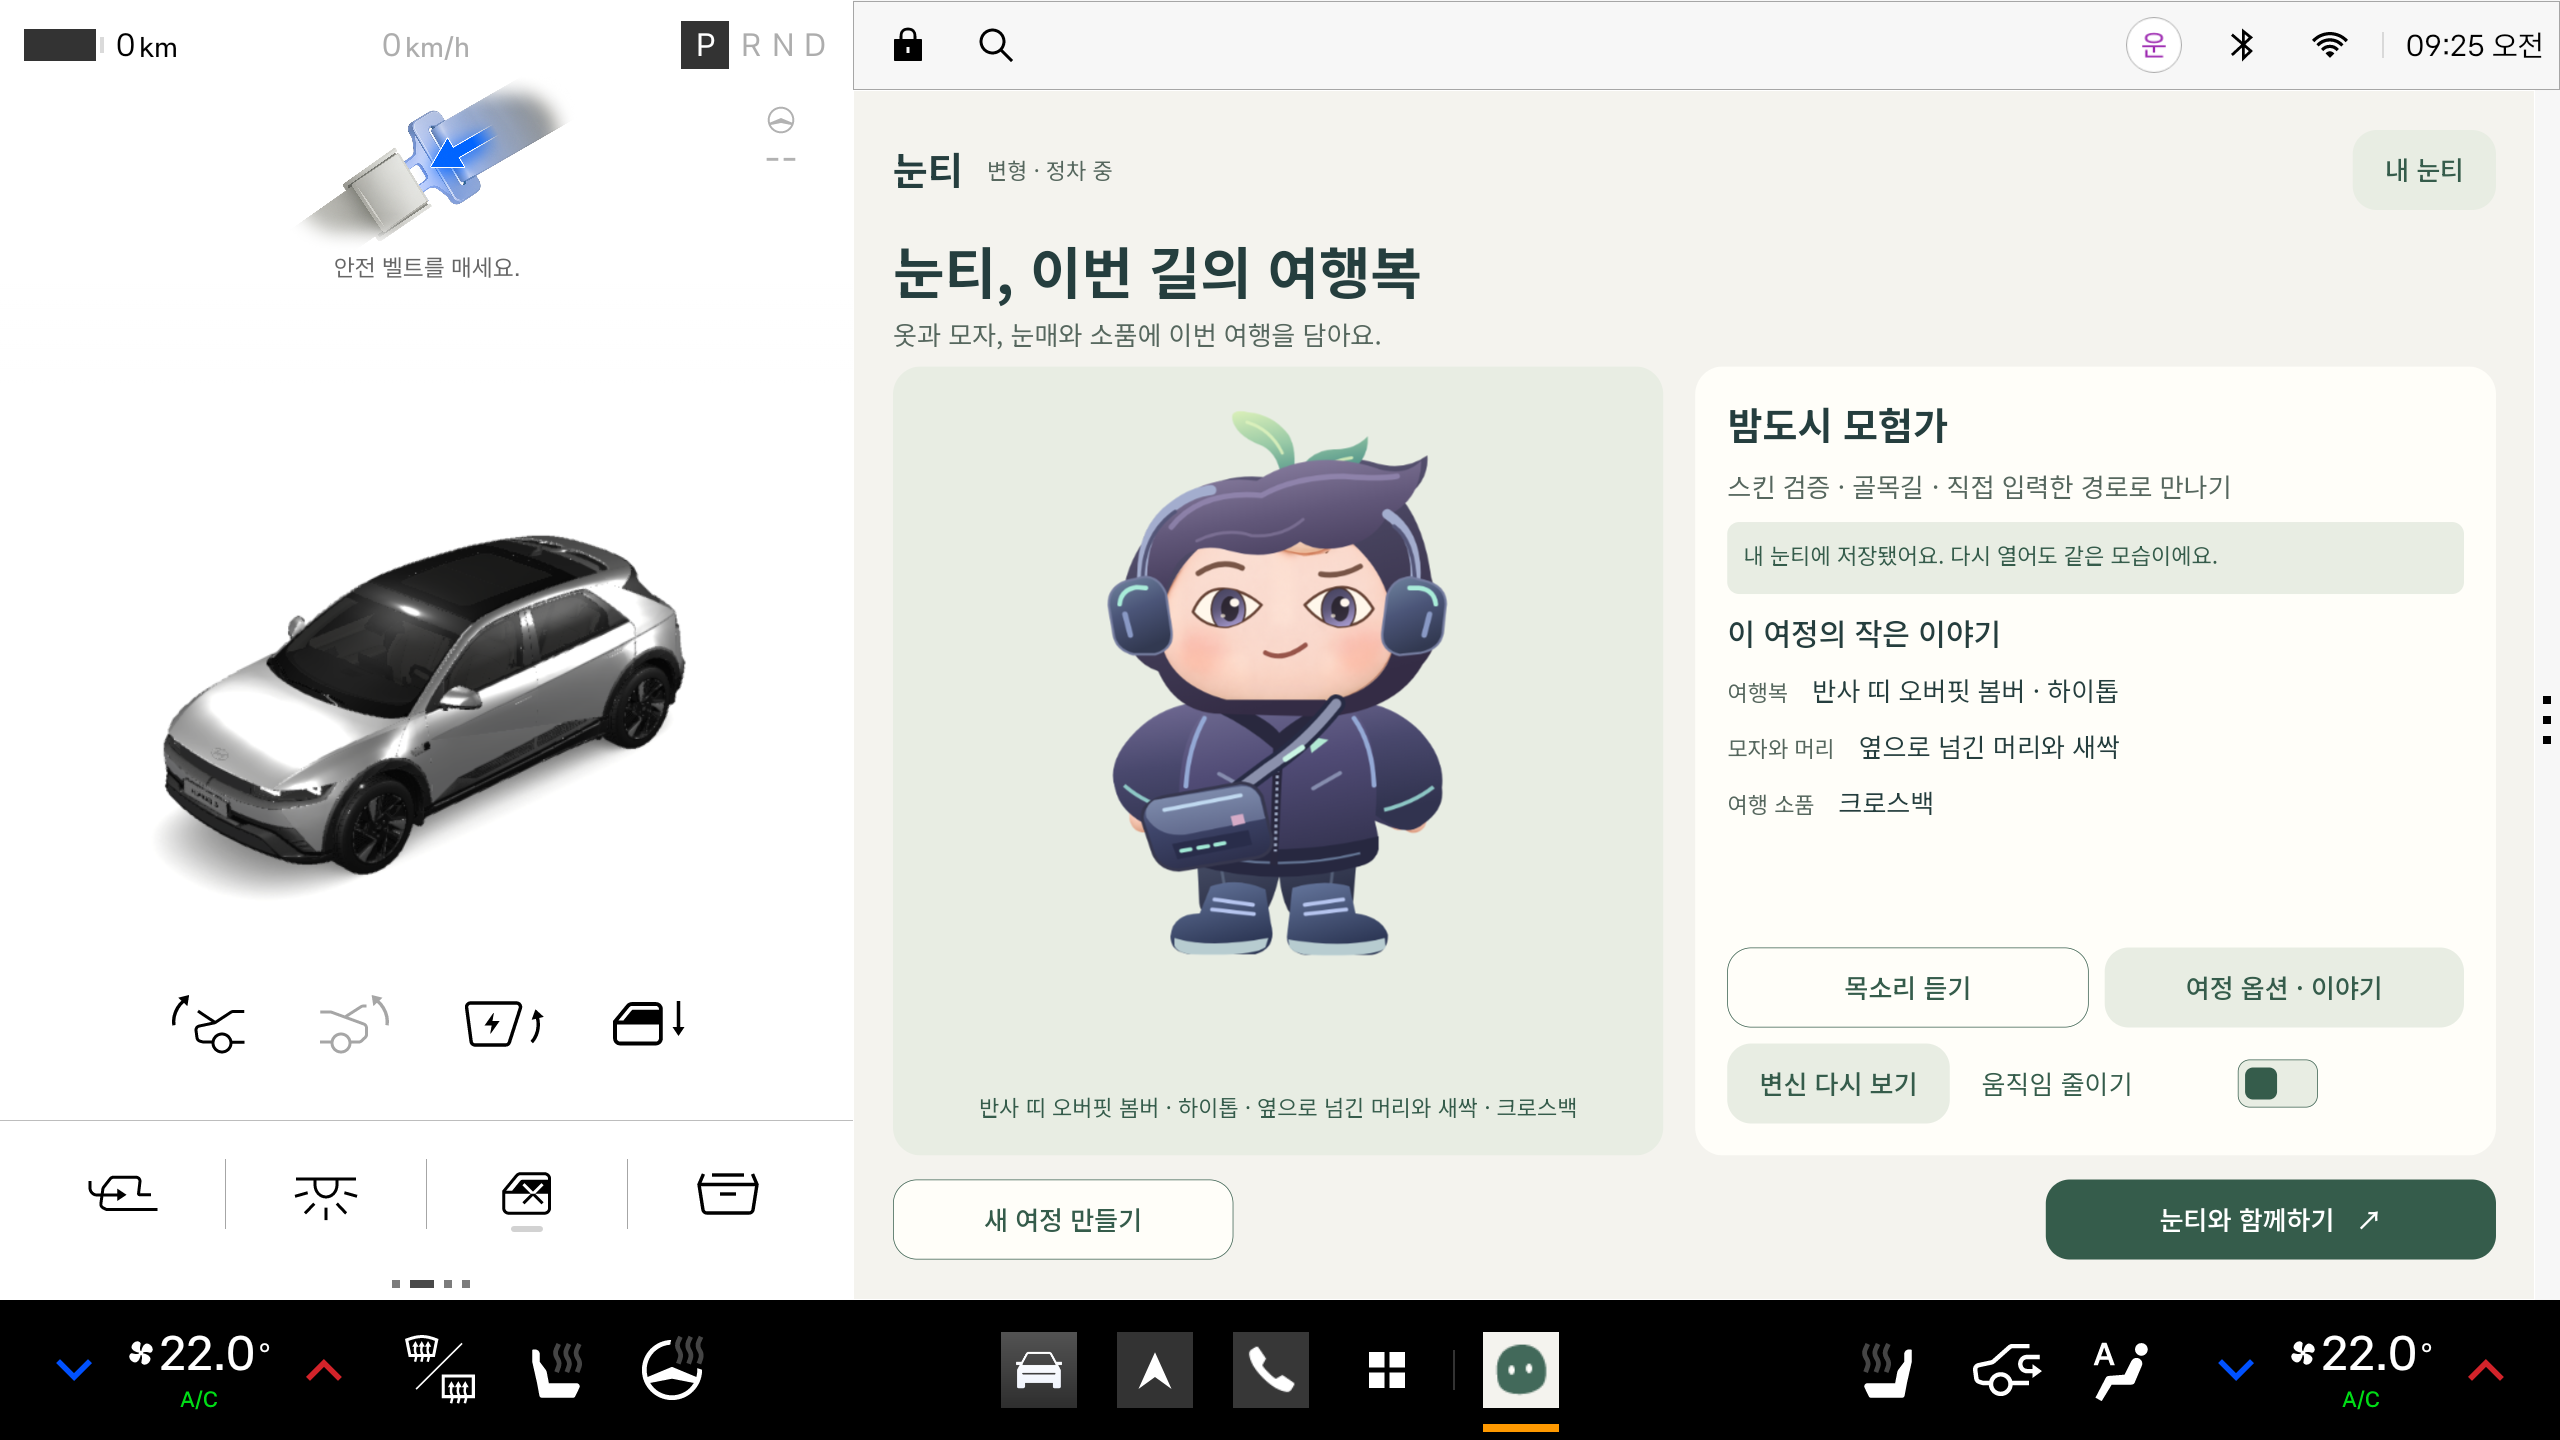 0 km
0 km/h
P R N D
운
09:25 오전
안전 벨트를 매세요.
눈티 변형 · 정차 중
내 눈티
눈티, 이번 길의 여행복
옷과 모자, 눈매와 소품에 이번 여행을 담아요.
밤도시 모험가
스킨 검증 · 골목길 · 직접 입력한 경로로 만나기
내 눈티에 저장됐어요. 다시 열어도 같은 모습이에요.
이 여정의 작은 이야기
여행복 반사 띠 오버핏 봄버 · 하이톱
모자와 머리 옆으로 넘긴 머리와 새싹
여행 소품 크로스백
목소리 듣기
여정 옵션 · 이야기
변신 다시 보기
움직임 줄이기
반사 띠 오버핏 봄버 · 하이톱 · 옆으로 넘긴 머리와 새싹 · 크로스백
새 여정 만들기
눈티와 함께하기 ↗
22.0°
A/C
A
22.0°
A/C